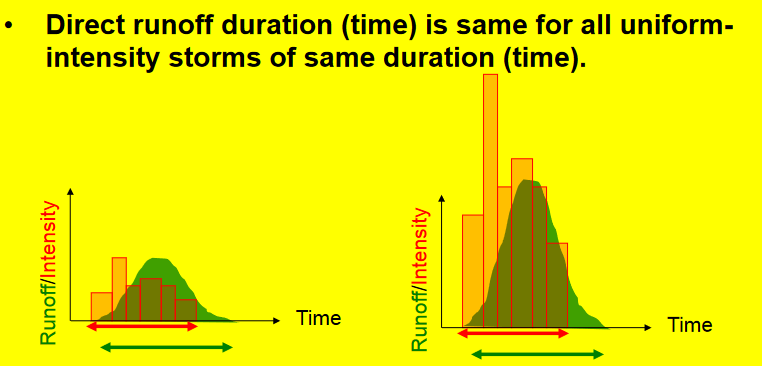 • Direct runoff duration (time) is same for all uniform-
intensity storms of same duration (time).
Runoff/Intensity
Time
Runoff/Intensity
Time